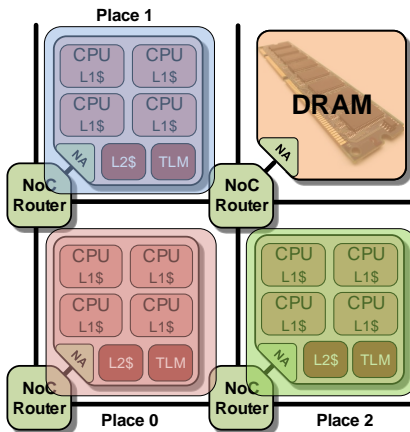 Place 1
CPU
L1$
CPU
L1$
CPU
L1$
CPU
L1$
NA
L2$
TLM
NoC
Router
DRAM
NA
NoC
Router
CPU
L1$
CPU
L1$
CPU
L1$
CPU
L1$
NA
L2$
TLM
NoC
Router
Place 0
CPU
L1$
CPU
L1$
CPU
L1$
CPU
L1$
NA
L2$
TLM
NoC
Router
Place 2